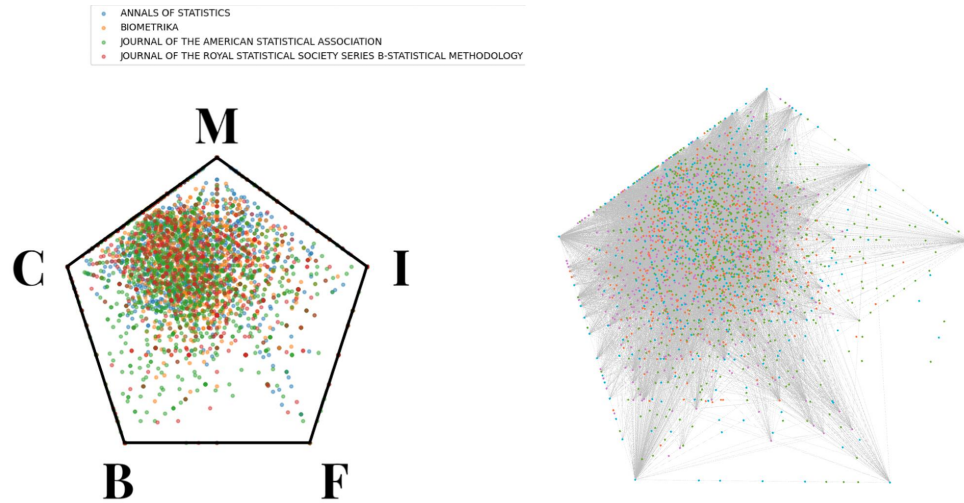 ANNALS OF STATISTICS
BIOMETRIKA
JOURNAL OF THE AMERICAN STATISTICAL ASSOCIATION
JOURNAL OF THE ROYAL STATISTICAL SOCIETY SERIES B-STATISTICAL METHODOLOGY
M
C
I
B
F